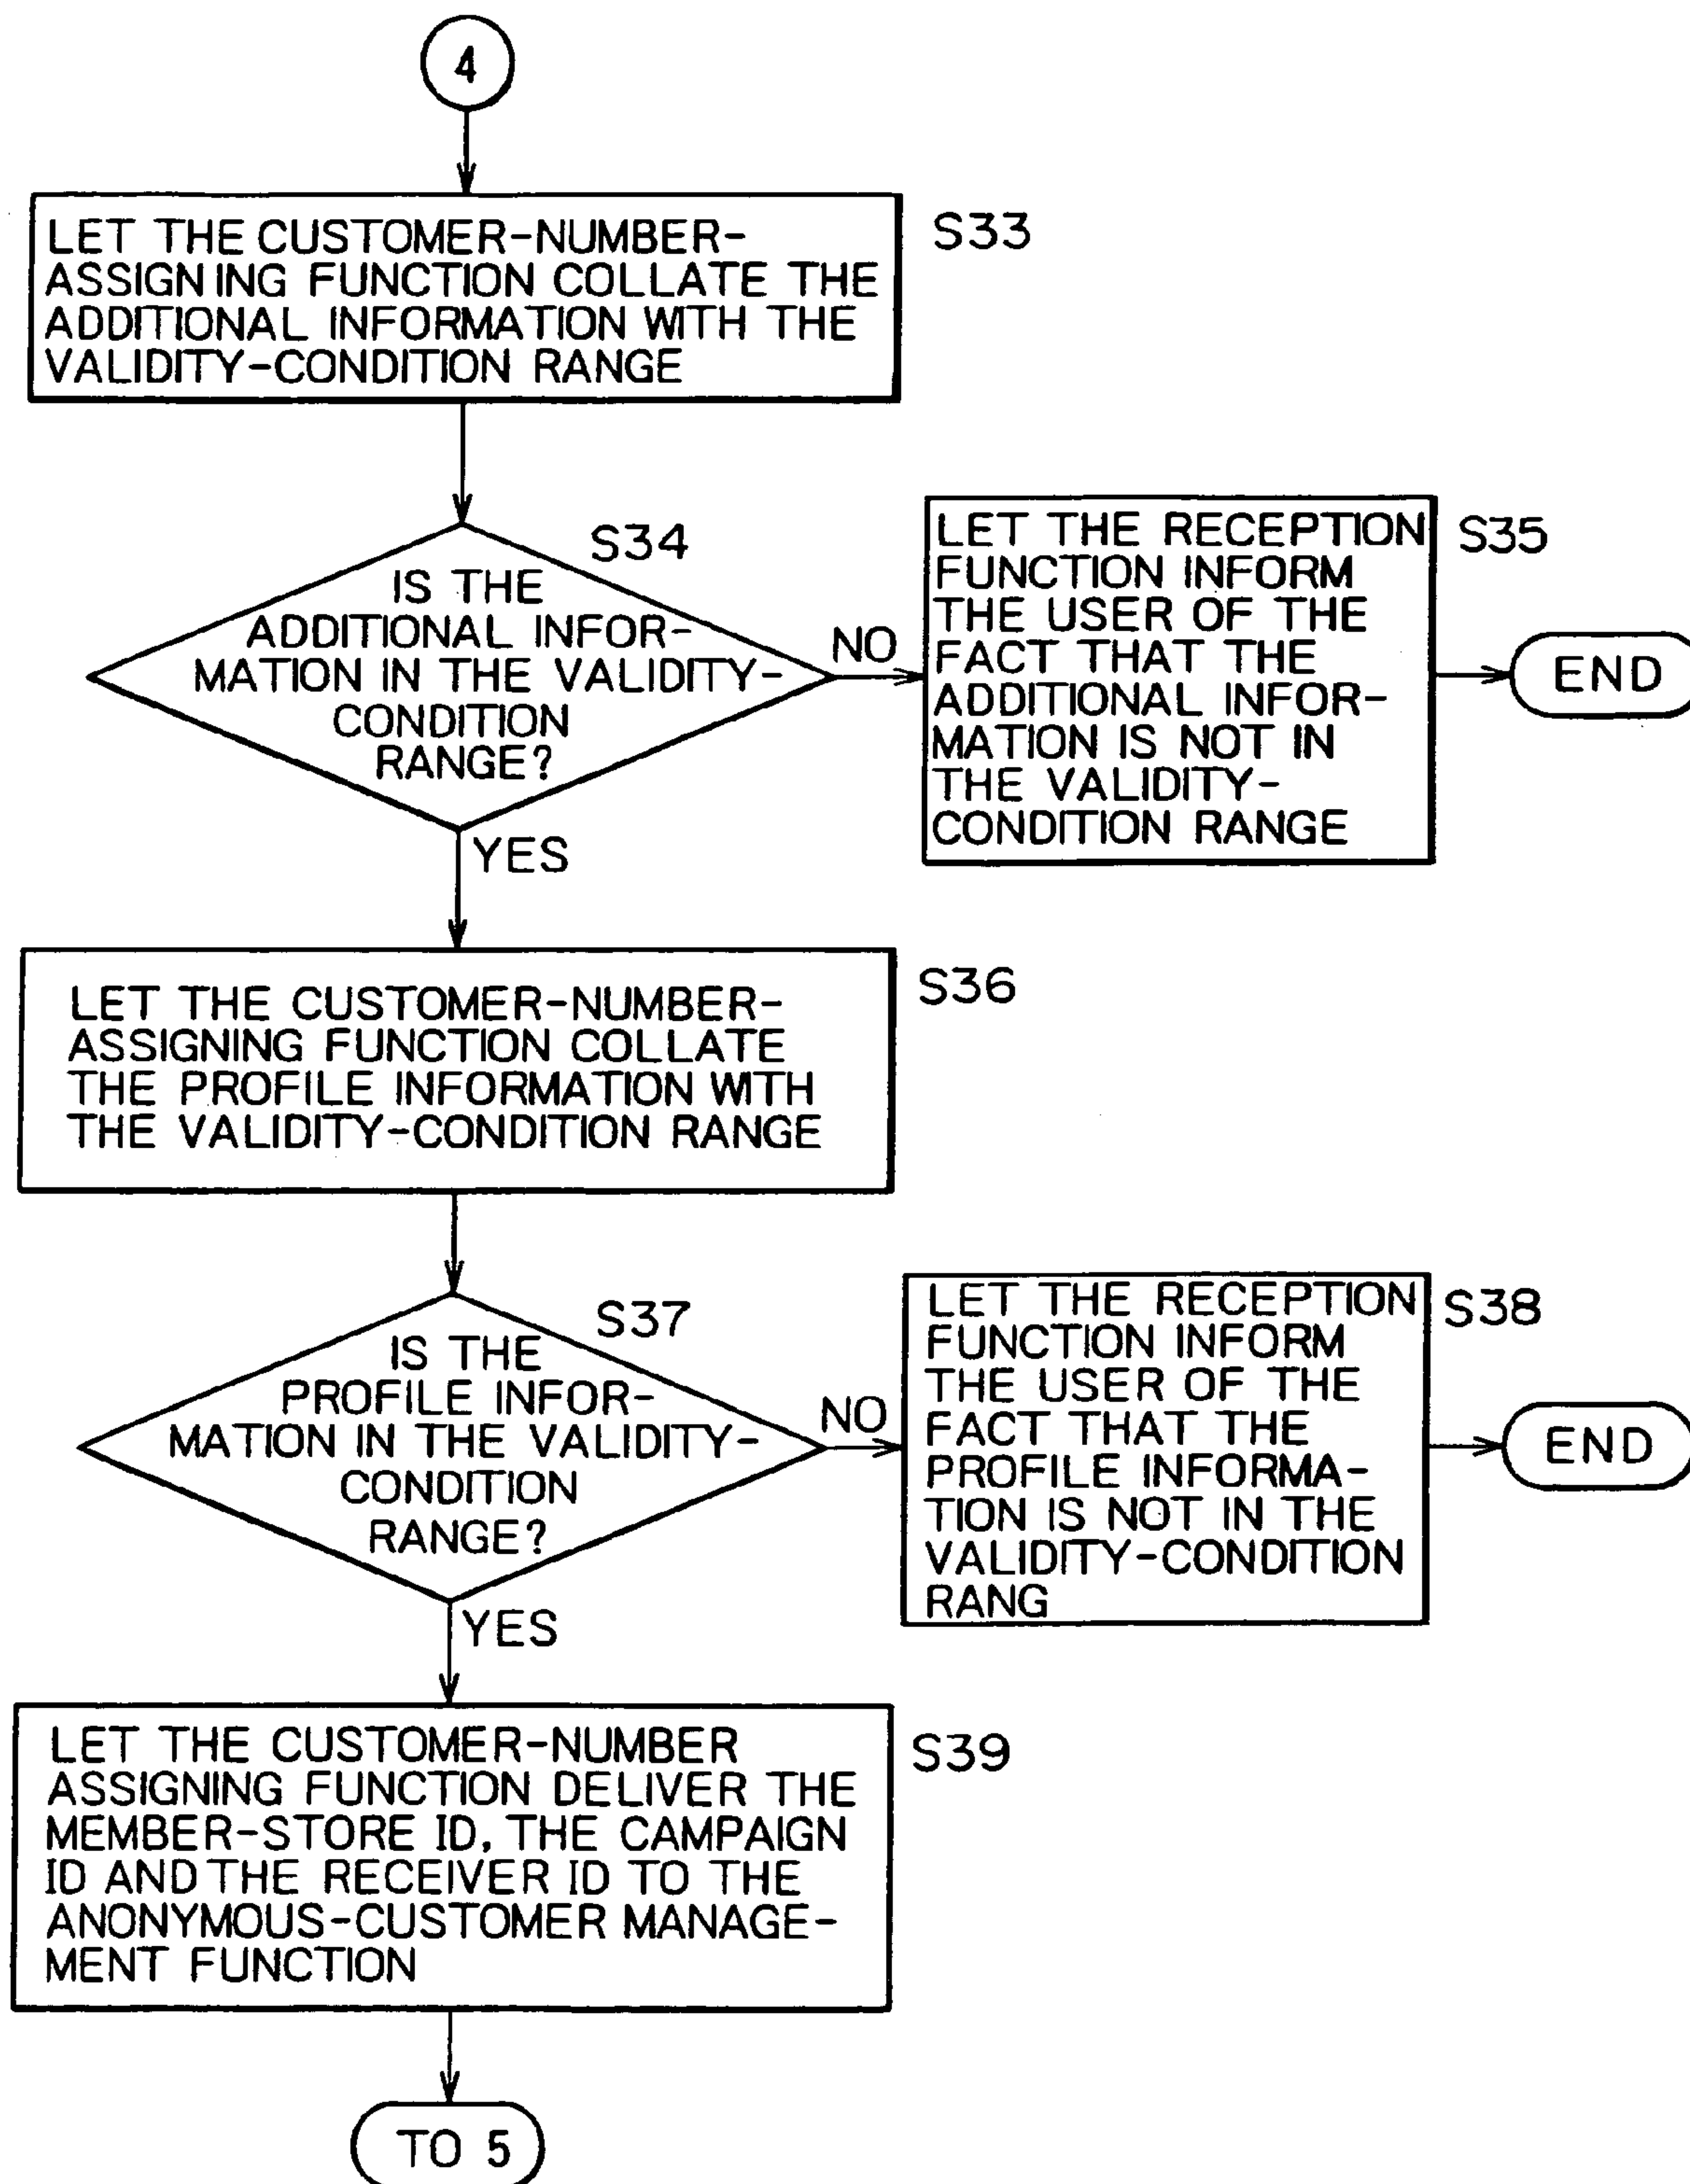 4
LET THE CUSTOMER-NUMBER-
ASSIGNING FUNCTION COLLATE THE
ADDITIONAL INFORMATION WITH THE
VALIDITY-CONDITION RANGE
S33
S34
IS THE
ADDITIONAL INFOR-
MATION IN THE VALIDITY-
CONDITION
RANGE?
NO
LET THE RECEPTION
FUNCTION INFORM
THE USER OF THE
FACT THAT THE
ADDITIONAL INFOR-
MATION IS NOT IN
THE VALIDITY-
CONDITION RANGE
S35
END
YES
LET THE CUSTOMER-NUMBER-
ASSIGNING FUNCTION COLLATE
THE PROFILE INFORMATION WITH
THE VALIDITY-CONDITION RANGE
S36
S37
IS THE
PROFILE INFOR-
MATION IN THE VALIDITY-
CONDITION
RANGE?
NO
LET THE RECEPTION
FUNCTION INFORM
THE USER OF THE
FACT THAT THE
PROFILE INFORMA-
TION IS NOT IN THE
VALIDITY-CONDITION
RANG
S38
END
YES
LET THE CUSTOMER-NUMBER
ASSIGNING FUNCTION DELIVER THE
MEMBER-STORE ID, THE CAMPAIGN
ID AND THE RECEIVER ID TO THE
ANONYMOUS-CUSTOMER MANAGE-
MENT FUNCTION
S39
TO 5